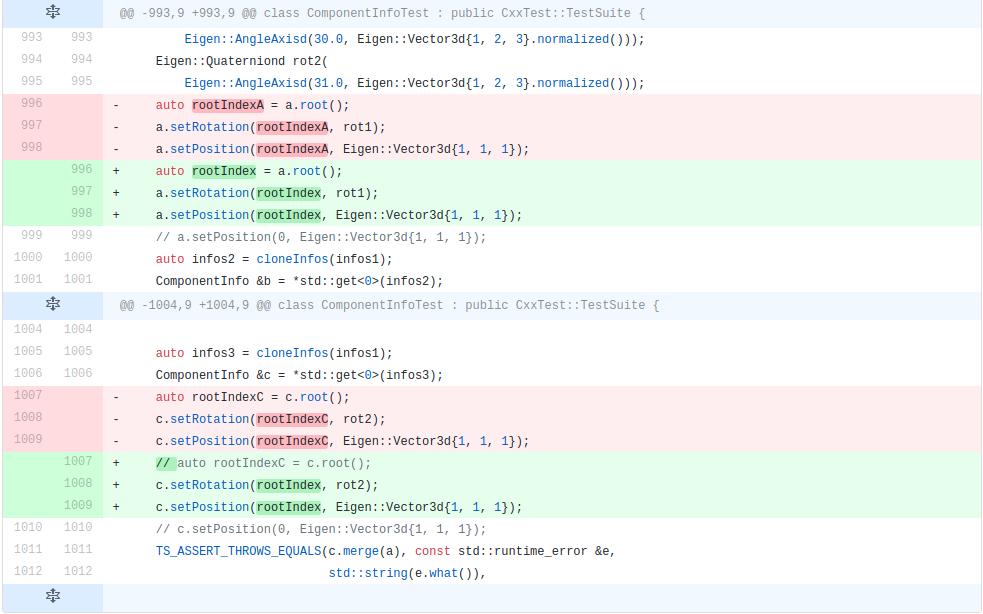 @@ -993,9 +993,9 @@ class ComponentInfoTest : public CxxTest::TestSuite {
993 993 Eigen::AngleAxisd(30.0, Eigen::Vector3d{1, 2, 3}.normalized()));
994 994 Eigen::Quaterniond rot2(
995 995 Eigen::AngleAxisd(31.0, Eigen::Vector3d{1, 2, 3}.normalized()));
996 - auto rootIndexA = a.root();
997 - a.setRotation(rootIndexA, rot1);
998 - a.setPosition(rootIndexA, Eigen::Vector3d{1, 1, 1});
996 + auto rootIndex = a.root();
997 + a.setRotation(rootIndex, rot1);
998 + a.setPosition(rootIndex, Eigen::Vector3d{1, 1, 1});
999 999 // a.setPosition(0, Eigen::Vector3d{1, 1, 1});
1000 1000 auto infos2 = cloneInfos(infos1);
1001 1001 ComponentInfo &b = *std::get<0>(infos2);
@@ -1004,9 +1004,9 @@ class ComponentInfoTest : public CxxTest::TestSuite {
1004 1004
1005 1005 auto infos3 = cloneInfos(infos1);
1006 1006 ComponentInfo &c = *std::get<0>(infos3);
1007 - auto rootIndexC = c.root();
1008 - c.setRotation(rootIndexC, rot2);
1009 - c.setPosition(rootIndexC, Eigen::Vector3d{1, 1, 1});
1007 + // auto rootIndexC = c.root();
1008 + c.setRotation(rootIndex, rot2);
1009 + c.setPosition(rootIndex, Eigen::Vector3d{1, 1, 1});
1010 1010 // c.setPosition(0, Eigen::Vector3d{1, 1, 1});
1011 1011 TS_ASSERT_THROWS_EQUALS(c.merge(a), const std::runtime_error &e,
1012 1012 std::string(e.what()),